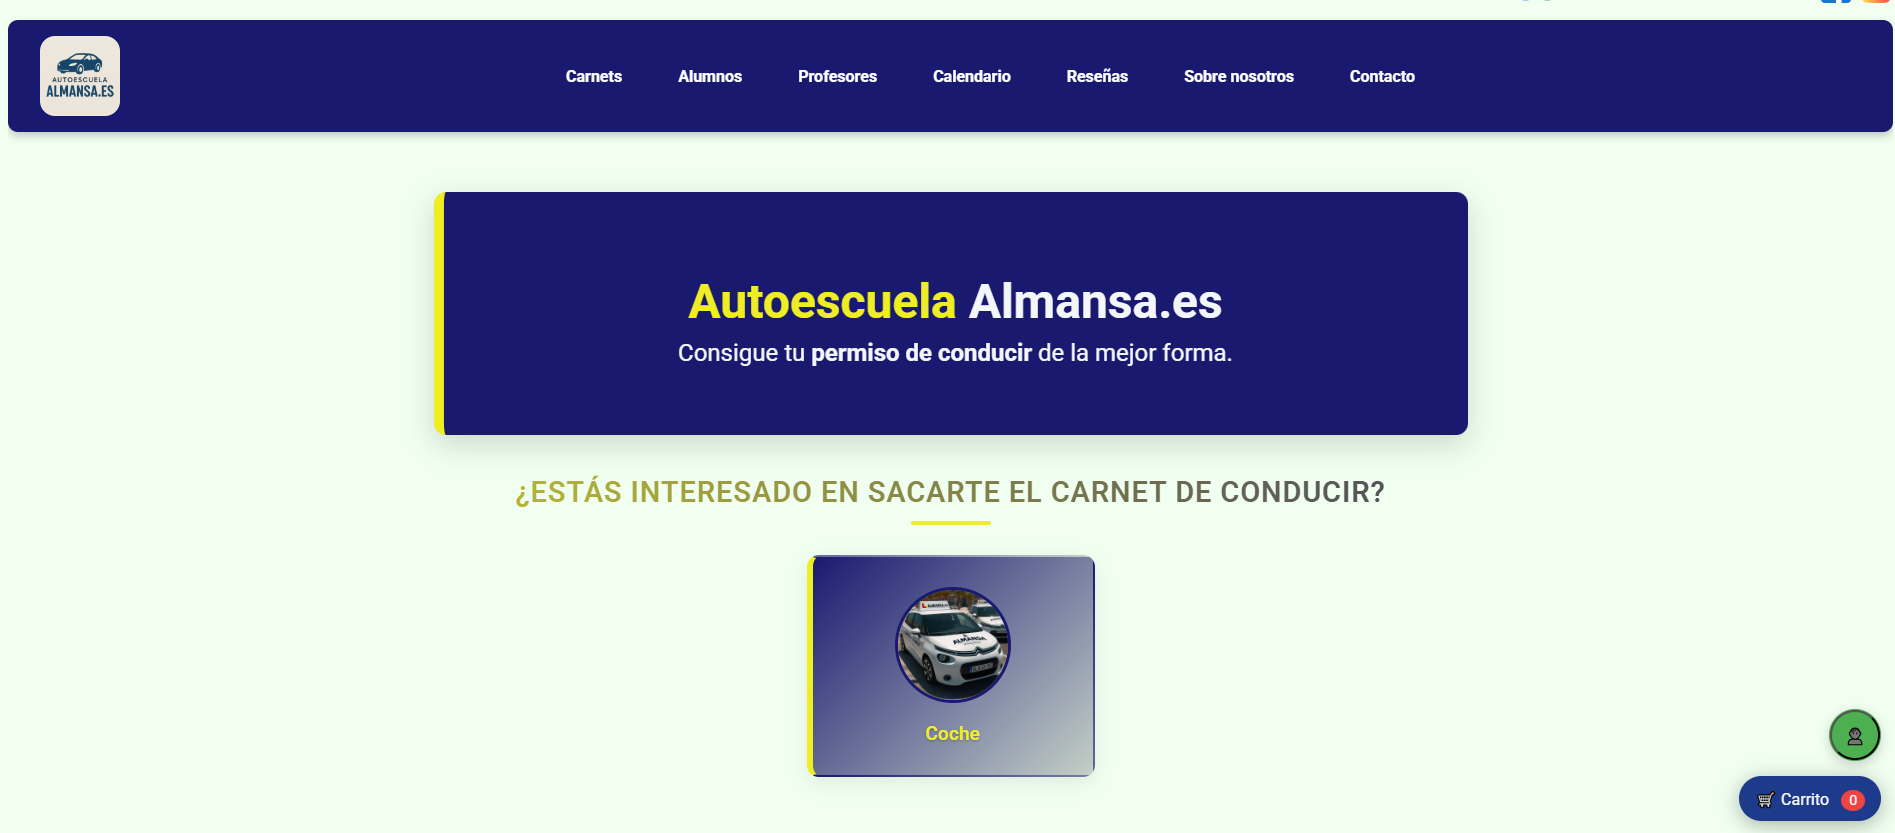 AUTOESCUELA
ALMANSA.ES
Carnets Alumnos Profesores Calendario Reseñas Sobre nosotros Contacto
Autoescuela Almansa.es
Consigue tu permiso de conducir de la mejor forma.
¿ESTÁS INTERESADO EN SACARTE EL CARNET DE CONDUCIR?
ALMANSA
Coche
Carrito 0